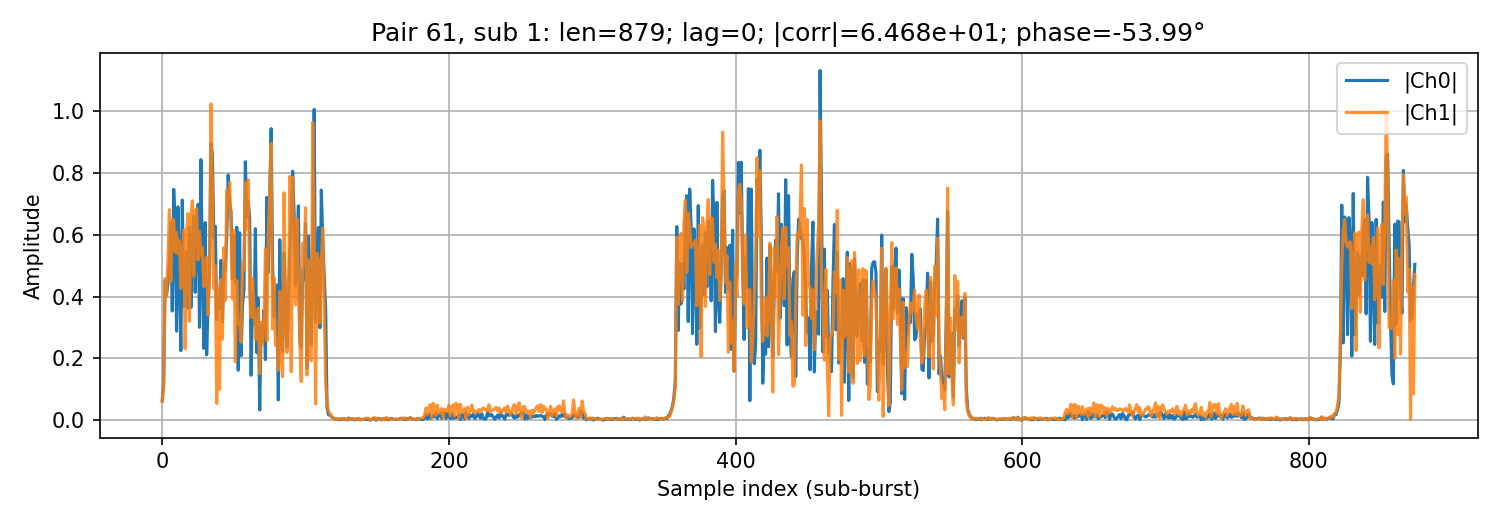 Pair 61, sub 1: len=879; lag=0; |corr|=6.468e+01; phase=-53.99°
|Ch0|
|Ch1|
Amplitude
1.0
0.8
0.6
0.4
0.2
0.0
0 200 400 600 800
Sample index (sub-burst)